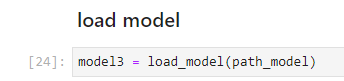 load model
[24]: model3 = load_model(path_model)